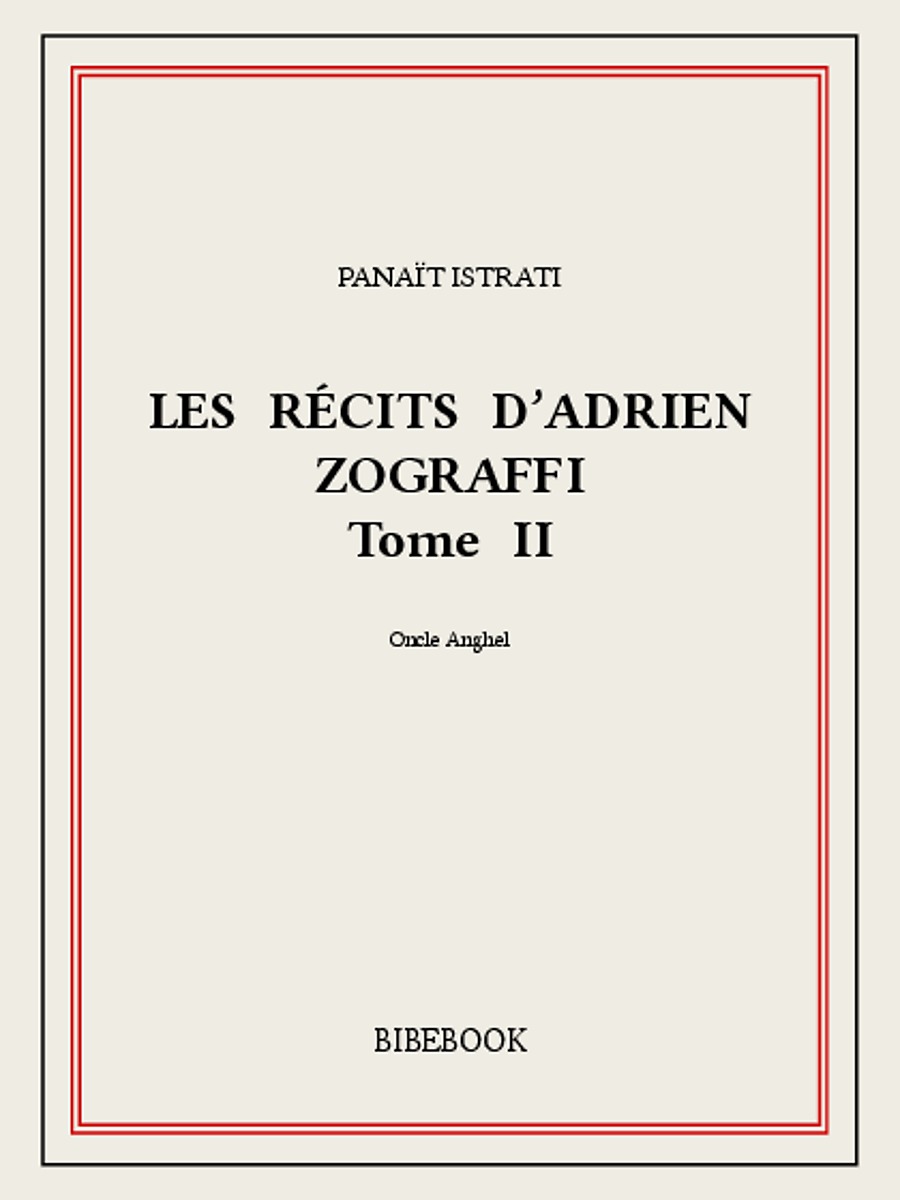 PANAÏT ISTRATI
LES RÉCITS D’ADRIEN
ZOGRAFFI
Tome II
Oncle Anghel
BIBEBOOK